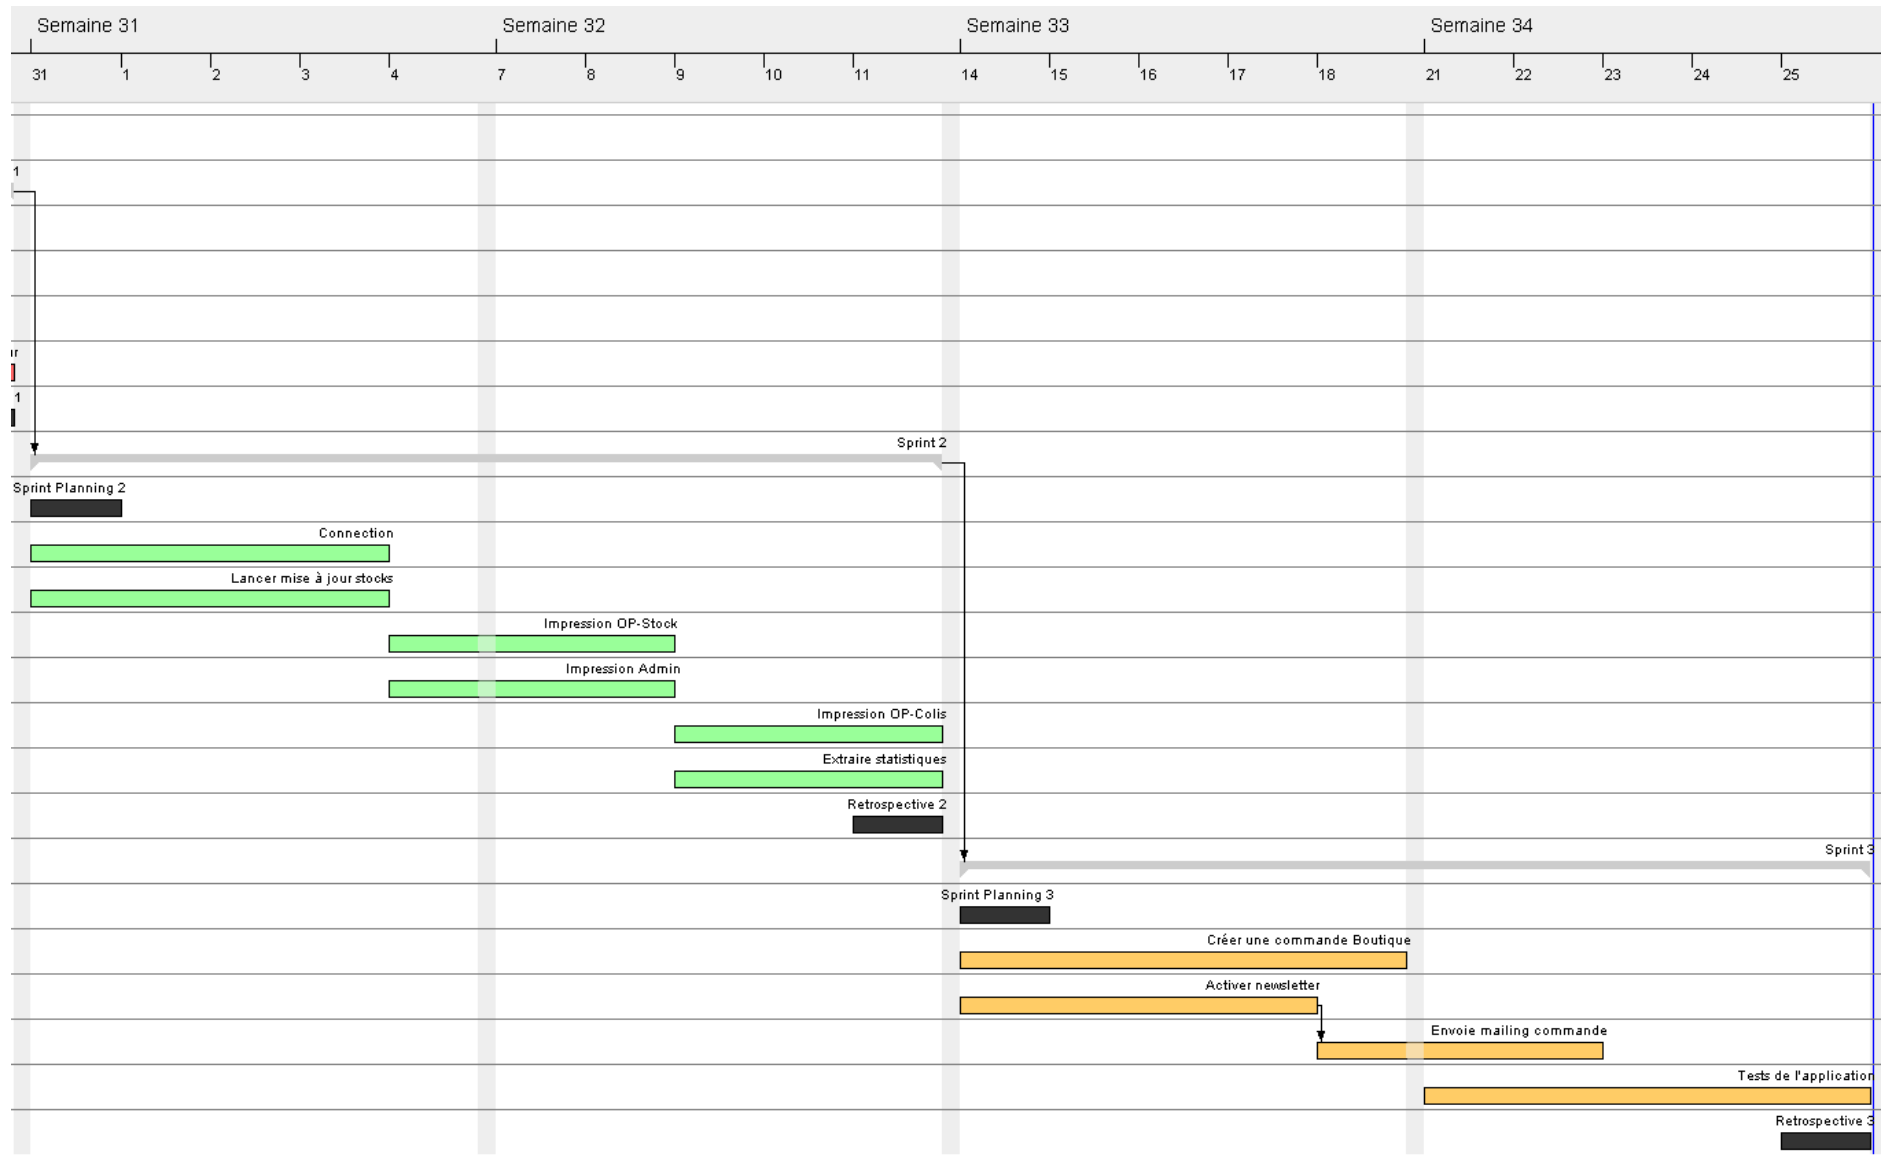 Semaine 31 Semaine 32 Semaine 33 Semaine 34
31 1 2 3 4 7 8 9 10 11 14 15 16 17 18 21 22 23 24 25
1
ur
1
Sprint 2
Sprint Planning 2
Connection
Lancer mise à jour stocks
Impression OP-Stock
Impression Admin
Impression OP-Colis
Extraire statistiques
Retrospective 2
Sprint 3
Sprint Planning 3
Créer une commande Boutique
Activer newsletter
Envoie mailing commande
Tests de l'application
Retrospective 3